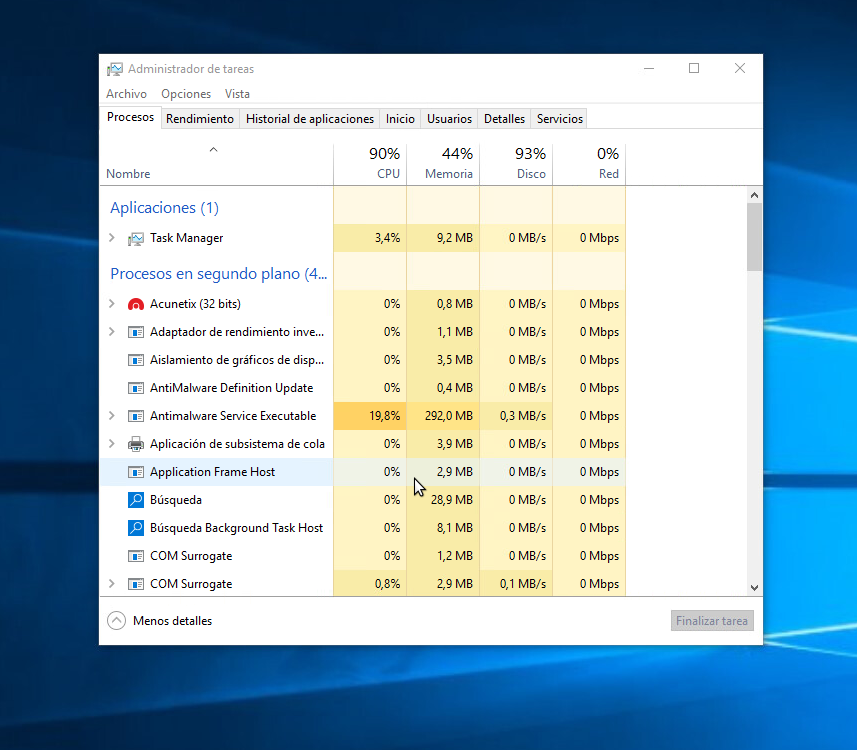 Administrador de tareas
Archivo Opciones Vista
Procesos Rendimiento Historial de aplicaciones Inicio Usuarios Detalles Servicios
90% 44% 93% 0%
Nombre CPU Memoria Disco Red
Aplicaciones (1)
Task Manager 3,4% 9,2 MB 0 MB/s 0 Mbps
Procesos en segundo plano (4...
Acunetix (32 bits) 0% 0,8 MB 0 MB/s 0 Mbps
Adaptador de rendimiento inve... 0% 1,1 MB 0 MB/s 0 Mbps
Aislamiento de gráficos de disp... 0% 3,5 MB 0 MB/s 0 Mbps
AntiMalware Definition Update 0% 0,4 MB 0 MB/s 0 Mbps
Antimalware Service Executable 19,8% 292,0 MB 0,3 MB/s 0 Mbps
Aplicación de subsistema de cola 0% 3,9 MB 0 MB/s 0 Mbps
Application Frame Host 0% 2,9 MB 0 MB/s 0 Mbps
Búsqueda 0% 28,9 MB 0 MB/s 0 Mbps
Búsqueda Background Task Host 0% 8,1 MB 0 MB/s 0 Mbps
COM Surrogate 0% 1,2 MB 0 MB/s 0 Mbps
COM Surrogate 0,8% 2,9 MB 0,1 MB/s 0 Mbps
Menos detalles Finalizar tarea